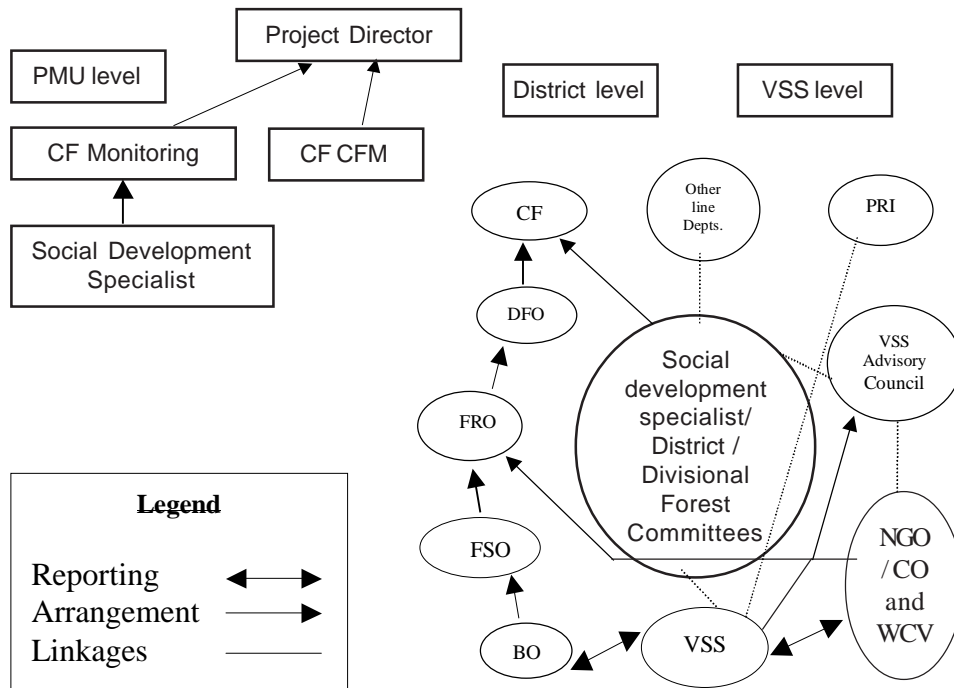 Project Director
PMU level
District level
VSS level
CF Monitoring
CF CFM
Social Development
Specialist
CF
Other
line
Depts.
PRI
DFO
VSS
Advisory
Council
Social
development
specialist/
District /
Divisional
Forest
Committees
FRO
FSO
BO
VSS
NGO
/ CO
and
WCV
Legend
Reporting
Arrangement
Linkages